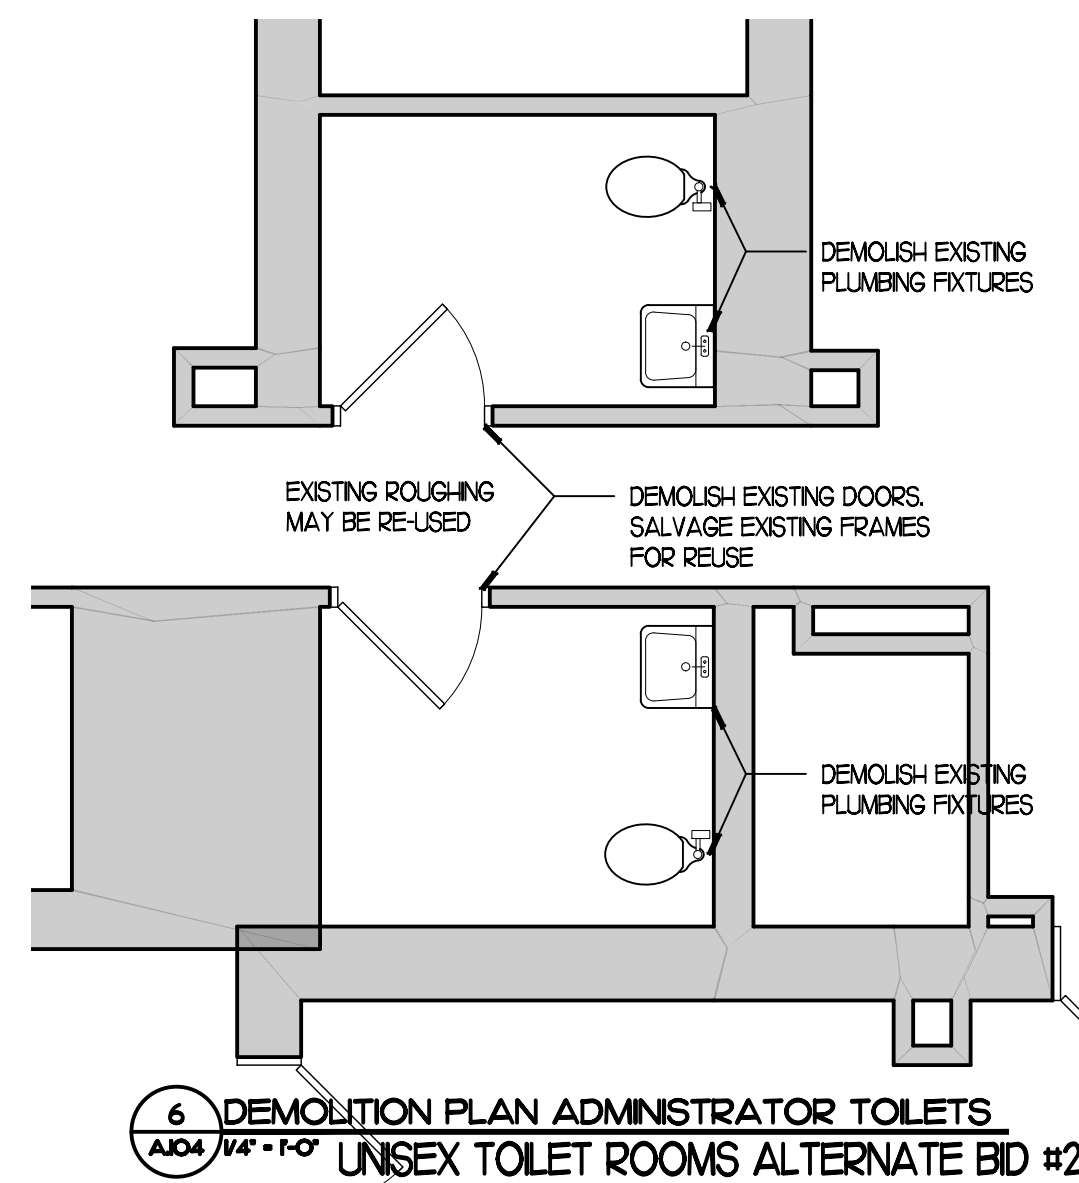 DEMOLISH EXISTING
PLUMBING FIXTURES
EXISTING ROUGHING
MAY BE RE-USED
DEMOLISH EXISTING DOORS.
SALVAGE EXISTING FRAMES
FOR REUSE
DEMOLISH EXISTING
PLUMBING FIXTURES
6
A.104
DEMOLITION PLAN ADMINISTRATOR TOILETS
1/4" = 1'-0"
UNISEX TOILET ROOMS ALTERNATE BID #2